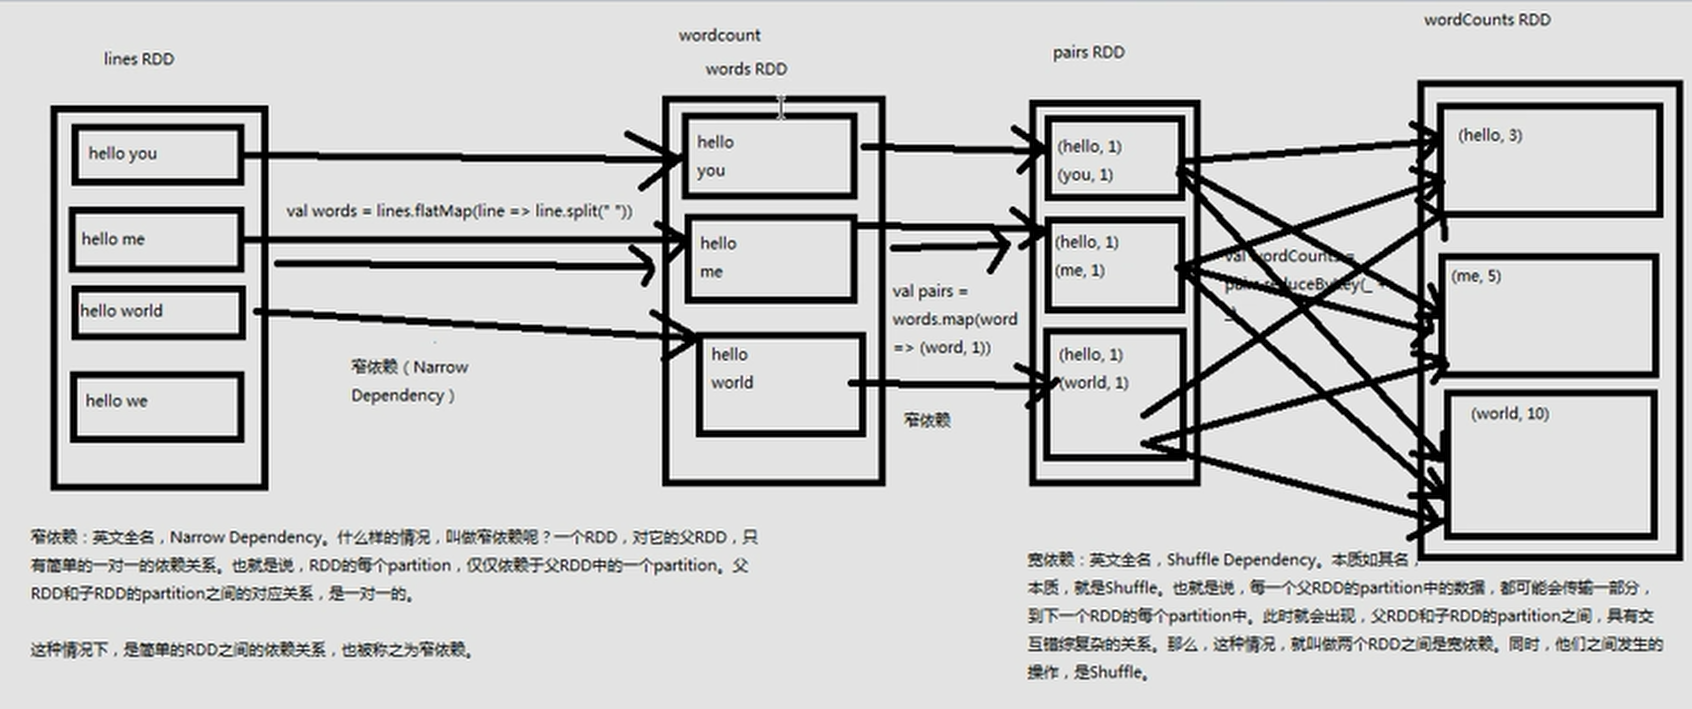 wordCounts RDD
wordcount
pairs RDD
lines RDD
words RDD
hello you
hello me
hello world
hello we
val words = lines.flatMap(line => line.split(" "))
窄依赖（Narrow
Dependency）
hello
you
hello
me
hello
world
val pairs =
words.map(word
=> (word, 1))
窄依赖
(hello, 1)
(you, 1)
(hello, 1)
(me, 1)
(hello, 1)
(world, 1)
val wordCounts =
pairs.reduceByKey(_ +
_)
(hello, 3)
(me, 5)
(world, 10)
窄依赖：英文全名，Narrow Dependency。什么样的情况，叫做窄依赖呢？一个RDD，对它的父RDD，只
有简单的一对一的依赖关系。也就是说，RDD的每个partition，仅仅依赖于父RDD中的一个partition。父
RDD和子RDD的partition之间的对应关系，是一对一的。
这种情况下，是简单的RDD之间的依赖关系，也被称之为窄依赖。
宽依赖：英文全名，Shuffle Dependency。本质如其名，
本质，就是Shuffle。也就是说，每一个父RDD的partition中的数据，都可能会传输一部分，
到下一个RDD的每个partition中。此时就会出现，父RDD和子RDD的partition之间，具有交
互错综复杂的关系。那么，这种情况，就叫做两个RDD之间是宽依赖。同时，他们之间发生的
操作，是Shuffle。